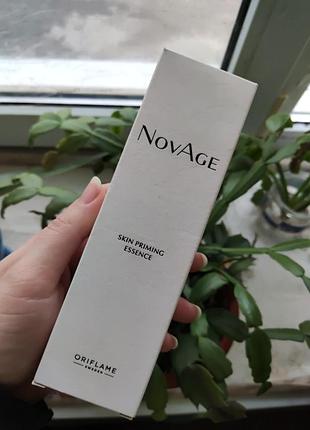 NOVAGE
SKIN PRIMING
ESSENCE
ORIFLAME
SWEDEN